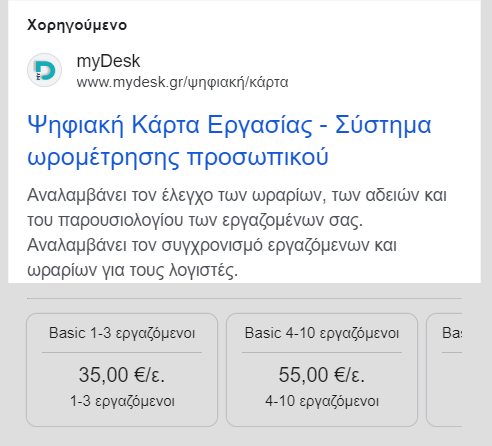 Χορηγούμενο
myDesk
www.mydesk.gr/ψηφιακή/κάρτα
Ψηφιακή Κάρτα Εργασίας - Σύστημα
ωρομέτρησης προσωπικού
Αναλαμβάνει τον έλεγχο των ωραρίων, των αδειών και
του παρουσιολογίου των εργαζομένων σας.
Αναλαμβάνει τον συγχρονισμό εργαζόμενων και
ωραρίων για τους λογιστές.
Basic 1-3 εργαζόμενοι
35,00 €/ε.
1-3 εργαζόμενοι
Basic 4-10 εργαζόμενοι
55,00 €/ε.
4-10 εργαζόμενοι
Ba